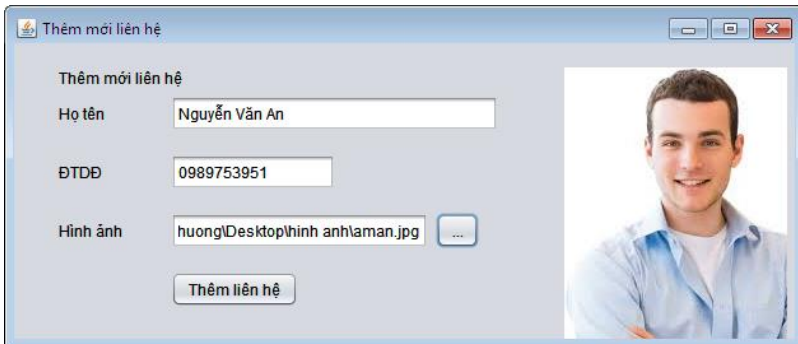 Thêm mới liên hệ
Thêm mới liên hệ
Họ tên Nguyễn Văn An
ĐTDĐ 0989753951
Hình ảnh huong\Desktop\hinh anh\aman.jpg ...
Thêm liên hệ